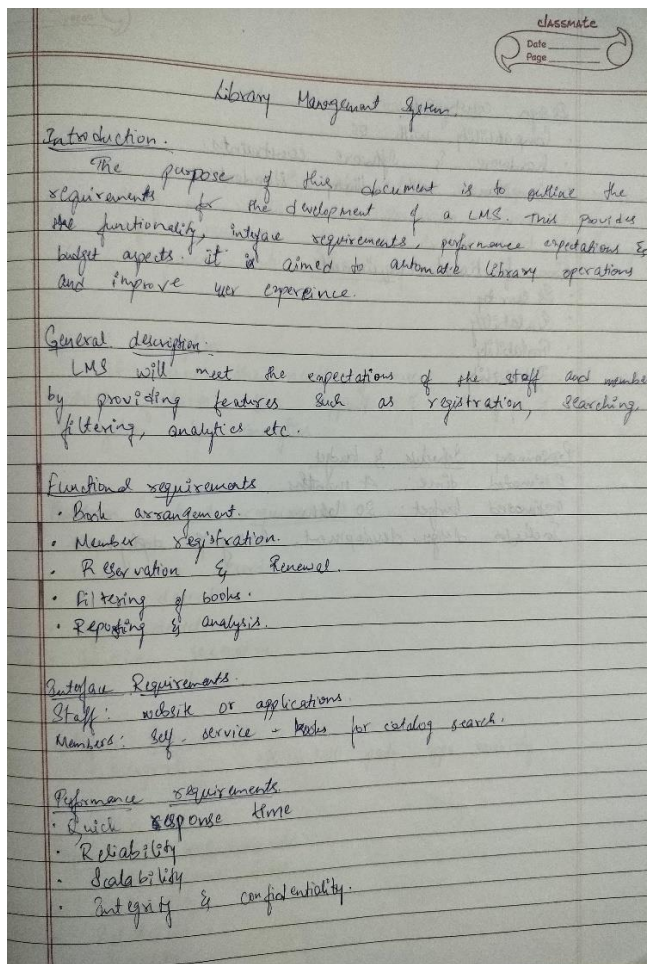 classmate
Date
Page
Library Management System.
Introduction.
The purpose of this document is to outline the
requirements for the development of a LMS. This provides
the functionality, interface requirements, performance expectations &
budget aspects. it is aimed to automate library operations
and improve user experince.
General description.
LMS will meet the expectations of the staff and member
by providing features such as registration, searching,
filtering, analytics etc.
Functional requirements
• Book arrangement.
• Member registration.
• Reservation & Renewal.
• Filtering of books.
• Reporting & analysis.
Interface Requirements.
Staff: website or applications.
Members: Self-service - for catalog search.
Performance requirements.
• Quick response time
• Reliability
• Scalability
• Integrity & confidentiality.